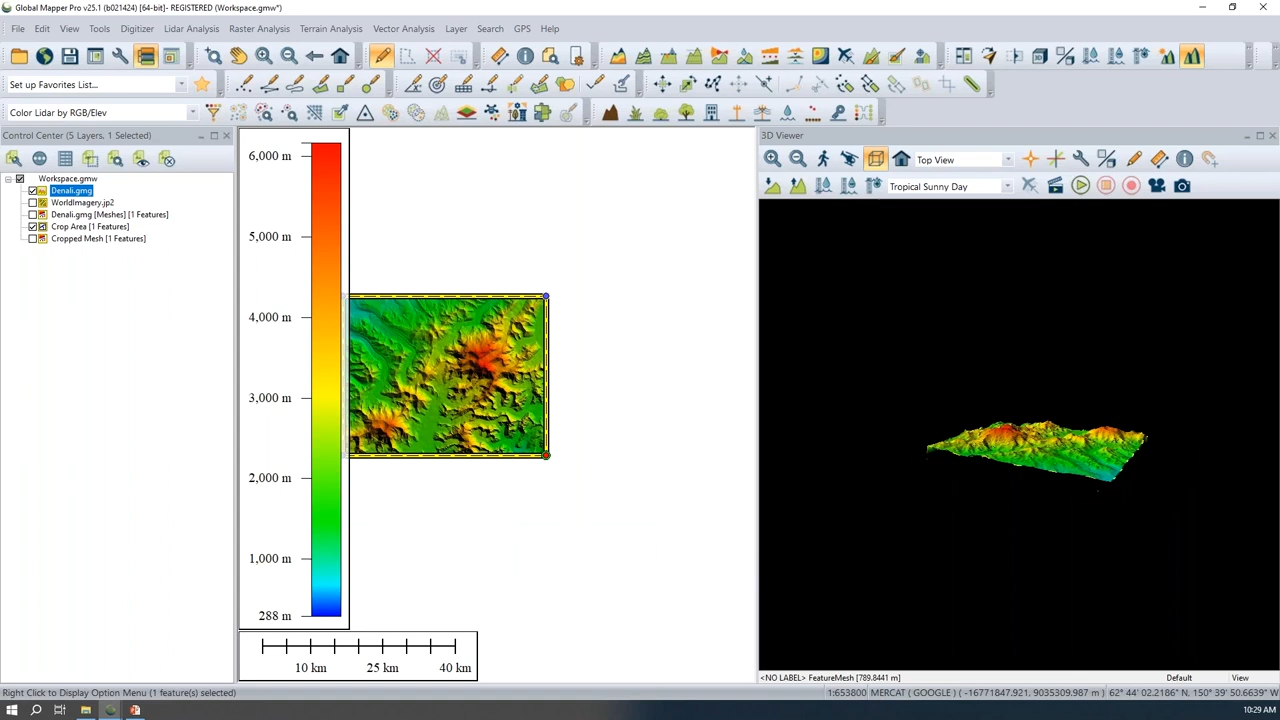 Global Mapper Pro v25.1 (b021424) [64-bit]- REGISTERED (Workspace.gmw*)
File Edit View Tools Digitizer Lidar Analysis Raster Analysis Terrain Analysis Vector Analysis Layer Search GPS Help
Set up Favorites List...
Color Lidar by RGB/Elev
Control Center (5 Layers, 1 Selected)
Workspace.gmw
Denali.gmg
WorldImagery.jp2
Denali.gmg [Meshes] [1 Features]
Crop Area [1 Features]
Cropped Mesh [1 Features]
6,000 m
5,000 m
4,000 m
3,000 m
2,000 m
1,000 m
288 m
10 km 25 km 40 km
3D Viewer
Top View
Tropical Sunny Day
<NO LABEL> FeatureMesh [789.8441 m] Default View
Right Click to Display Option Menu (1 feature(s) selected)
1:653800 MERCAT ( GOOGLE ) ( -16771847.921, 9035309.987 m ) 62° 44' 02.2186" N, 150° 39' 50.6639" W
10:29 AM